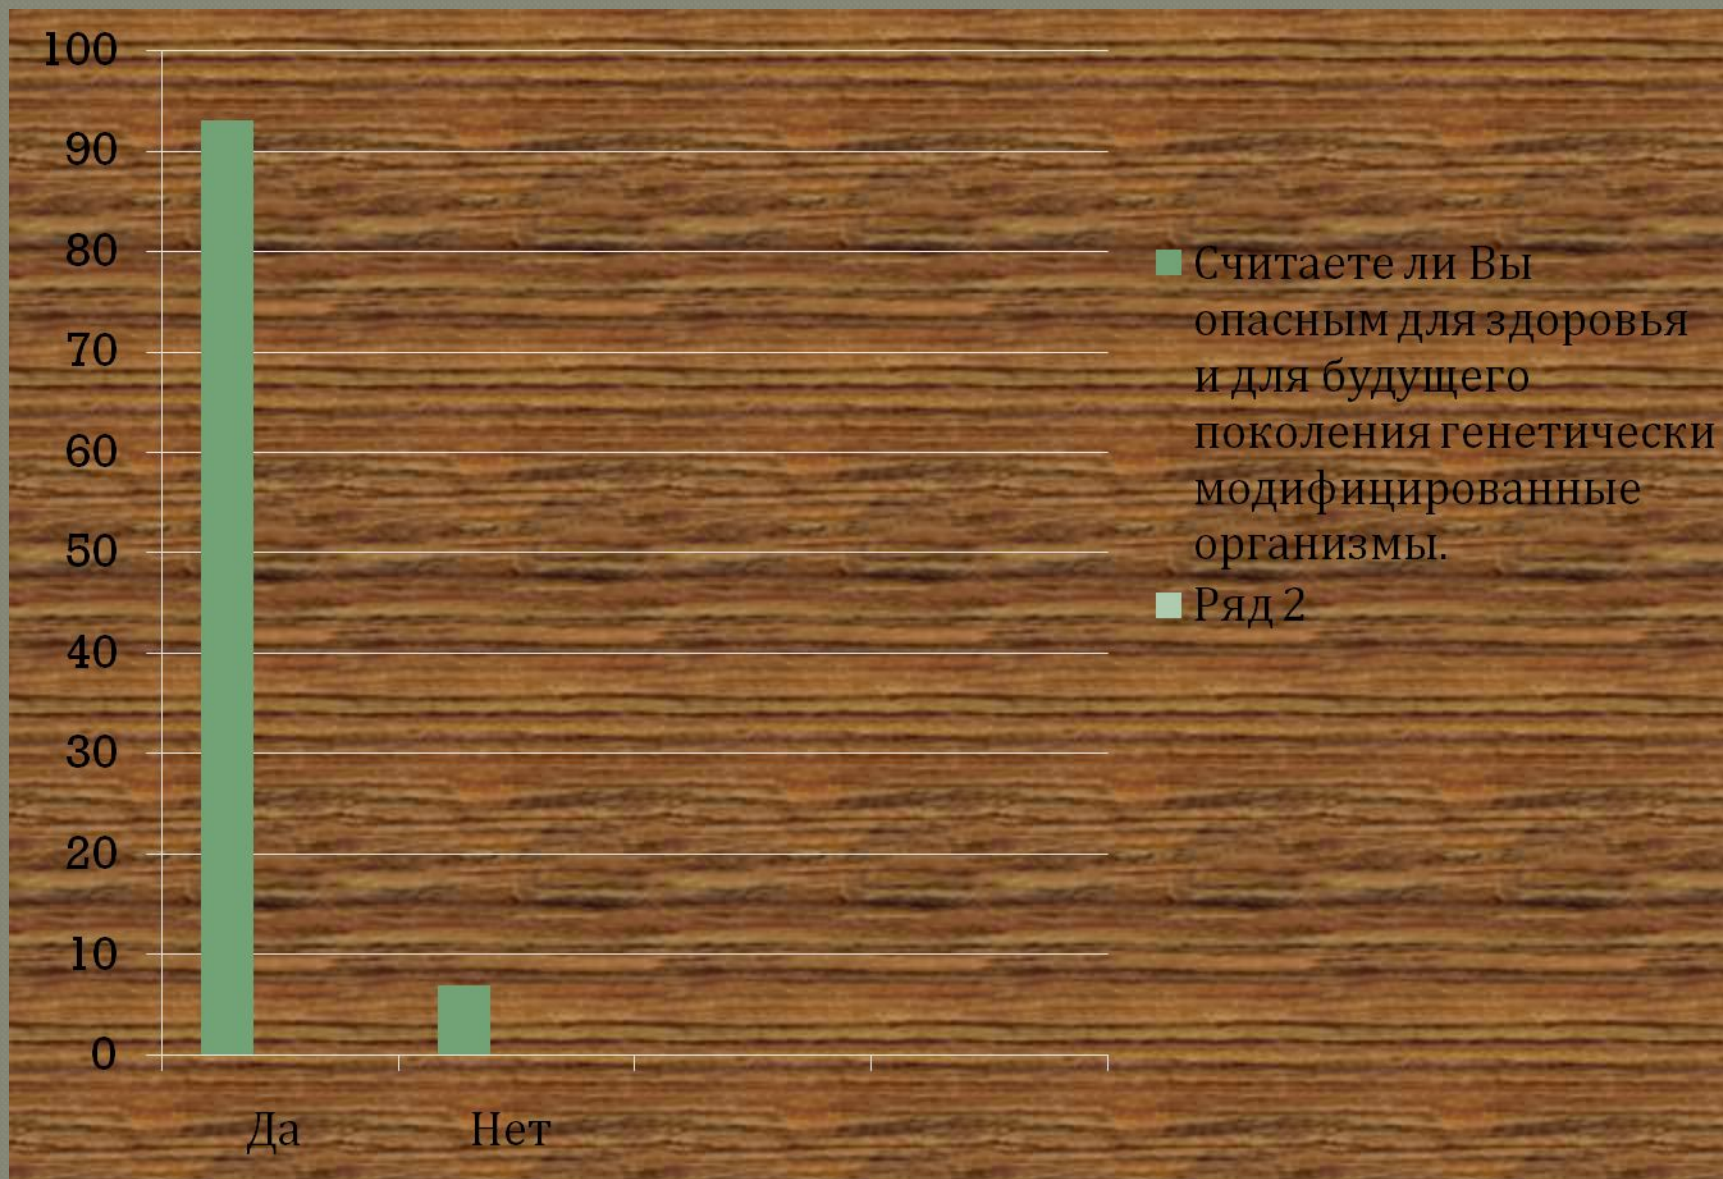 100
90
80
70
60
50
40
30
20
10
0
Да
Нет
Считаете ли Вы
опасным для здоровья
и для будущего
поколения генетически
модифицированные
организмы.
Ряд 2